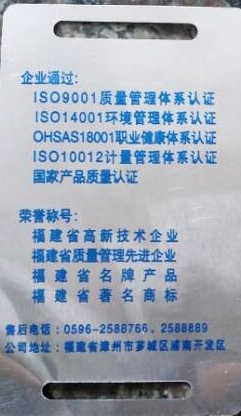 企业通过:
ISO9001质量管理体系认证
ISO14001环境管理体系认证
OHSAS18001职业健康体系认证
ISO10012计量管理体系认证
国家产品质量认证
荣誉称号:
福建省高新技术企业
福建省质量管理先进企业
福建省名牌产品
福建省著名商标
售后电话:0596-2588766、2588889
公司地址:福建省漳州市芗城区浦南开发区